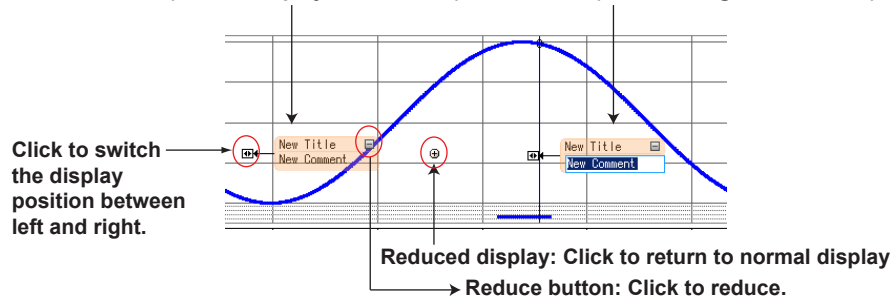 New Title
New Comment
New Title
New Comment
Click to switch
the display
position between
left and right.
Reduced display: Click to return to normal display
Reduce button: Click to reduce.